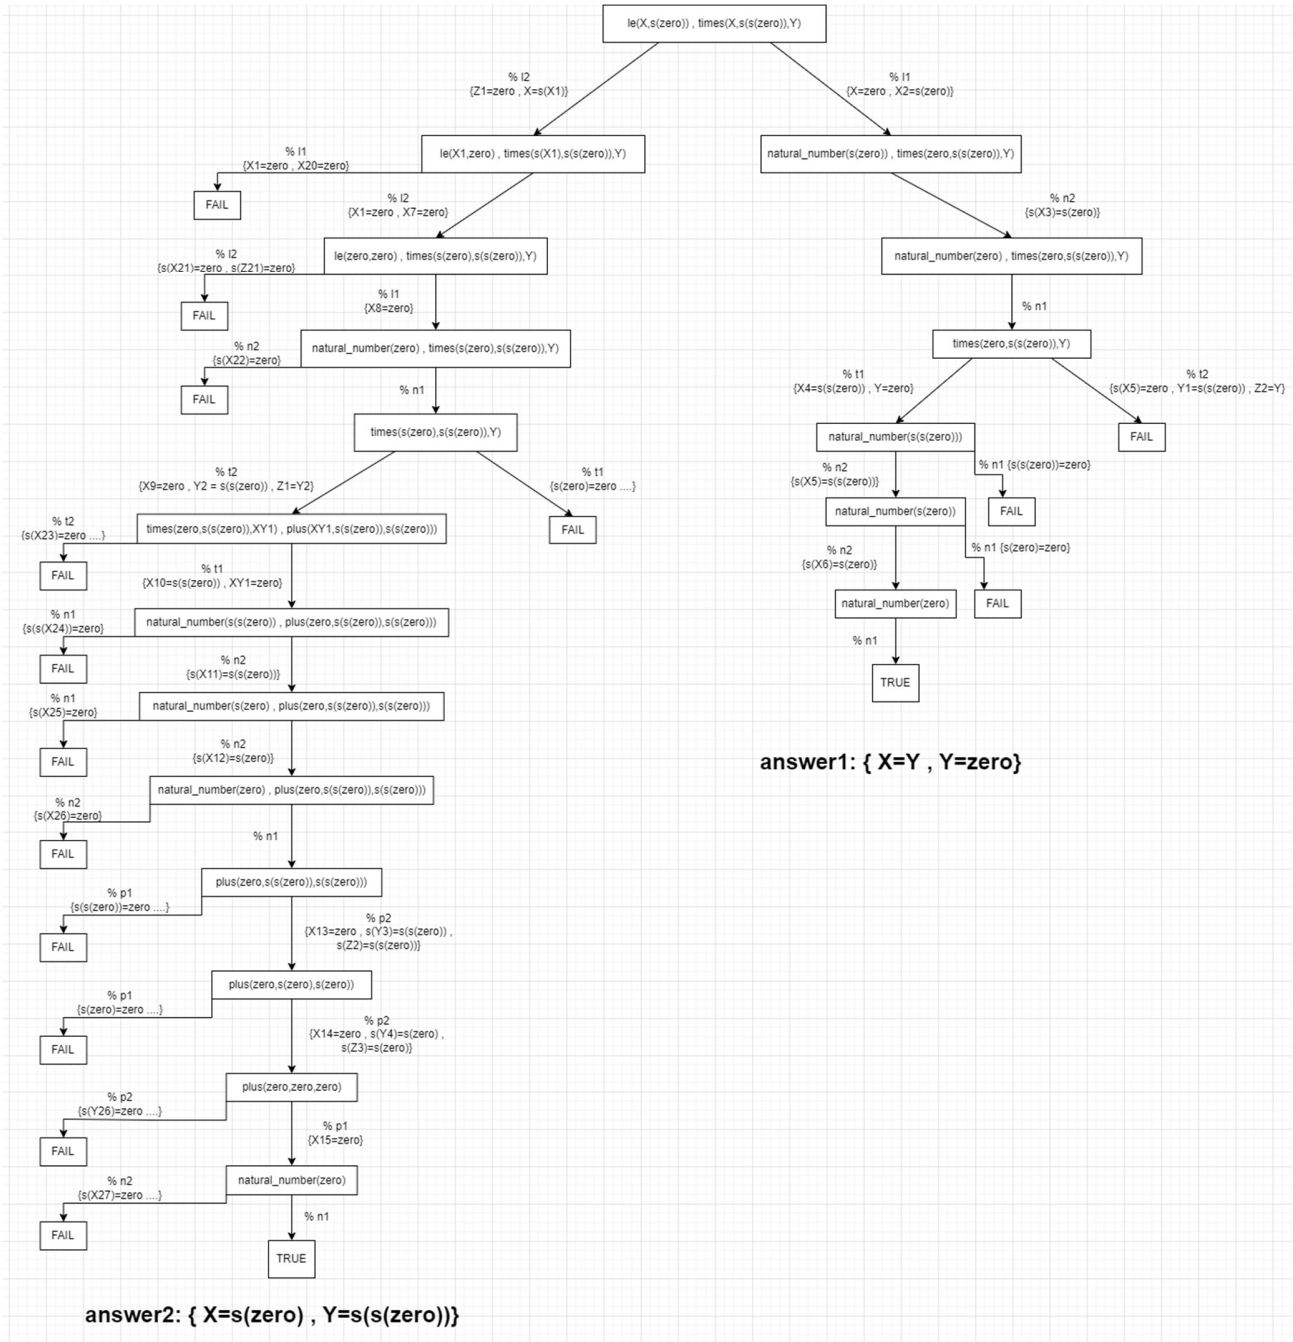 le(X,s(zero)) , times(X,s(s(zero)),Y)
% l2
{Z1=zero , X=s(X1)}
% l1
{X=zero , X2=s(zero)}
le(X1,zero) , times(s(X1),s(s(zero)),Y)
natural_number(s(zero)) , times(zero,s(s(zero)),Y)
% l1
{X1=zero , X20=zero}
FAIL
% l2
{X1=zero , X7=zero}
% n2
{s(X3)=s(zero)}
le(zero,zero) , times(s(zero),s(s(zero)),Y)
natural_number(zero) , times(zero,s(s(zero)),Y)
% l2
{s(X21)=zero , s(Z21)=zero}
FAIL
% l1
{X8=zero}
% n1
natural_number(zero) , times(s(zero),s(s(zero)),Y)
times(zero,s(s(zero)),Y)
% n2
{s(X22)=zero}
FAIL
% n1
% t1
{X4=s(s(zero)) , Y=zero}
% t2
{s(X5)=zero , Y1=s(s(zero)) , Z2=Y}
times(s(zero),s(s(zero)),Y)
natural_number(s(s(zero)))
FAIL
% t2
{X9=zero , Y2 = s(s(zero)) , Z1=Y2}
% t1
{s(zero)=zero ....}
% n2
{s(X5)=s(s(zero))}
% n1 {s(s(zero))=zero}
natural_number(s(zero))
FAIL
times(zero,s(s(zero)),XY1) , plus(XY1,s(s(zero)),s(s(zero)))
FAIL
% t2
{s(X23)=zero ....}
FAIL
% t1
{X10=s(s(zero)) , XY1=zero}
% n2
{s(X6)=s(zero)}
% n1 {s(zero)=zero}
natural_number(zero)
FAIL
natural_number(s(s(zero)) , plus(zero,s(s(zero)),s(s(zero)))
% n1
{s(s(X24))=zero}
FAIL
% n2
{s(X11)=s(s(zero))}
% n1
TRUE
natural_number(s(zero) , plus(zero,s(s(zero)),s(s(zero)))
% n1
{s(X25)=zero}
FAIL
% n2
{s(X12)=s(zero)}
answer1: { X=Y , Y=zero}
natural_number(zero) , plus(zero,s(s(zero)),s(s(zero)))
% n2
{s(X26)=zero}
FAIL
% n1
plus(zero,s(s(zero)),s(s(zero)))
% p1
{s(s(zero))=zero ....}
FAIL
% p2
{X13=zero , s(Y3)=s(s(zero)) ,
s(Z2)=s(s(zero))}
plus(zero,s(zero),s(zero))
% p1
{s(zero)=zero ....}
FAIL
% p2
{X14=zero , s(Y4)=s(zero) ,
s(Z3)=s(zero)}
plus(zero,zero,zero)
% p2
{s(Y26)=zero ....}
FAIL
% p1
{X15=zero}
natural_number(zero)
% n2
{s(X27)=zero ....}
FAIL
% n1
TRUE
answer2: { X=s(zero) , Y=s(s(zero))}